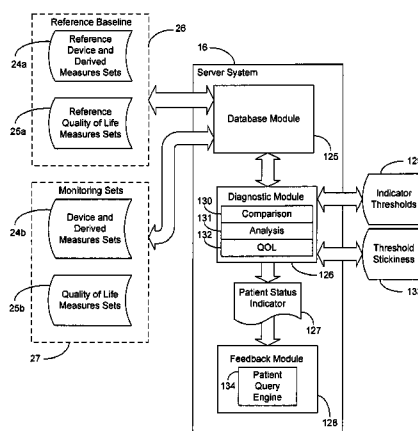 Reference Baseline
26
24a
Reference
Device and
Derived
Measures Sets
25a
Reference
Quality of Life
Measures Sets
Monitoring Sets
24b
Device and
Derived
Measures Sets
25b
Quality of Life
Measures Sets
27
16
Server System
Database Module
125
Diagnostic Module
130
Comparison
131
Analysis
132
QOL
126
Indicator
Thresholds
Threshold
Stickiness
Patient Status
Indicator
127
Feedback Module
134
Patient
Query
Engine
128